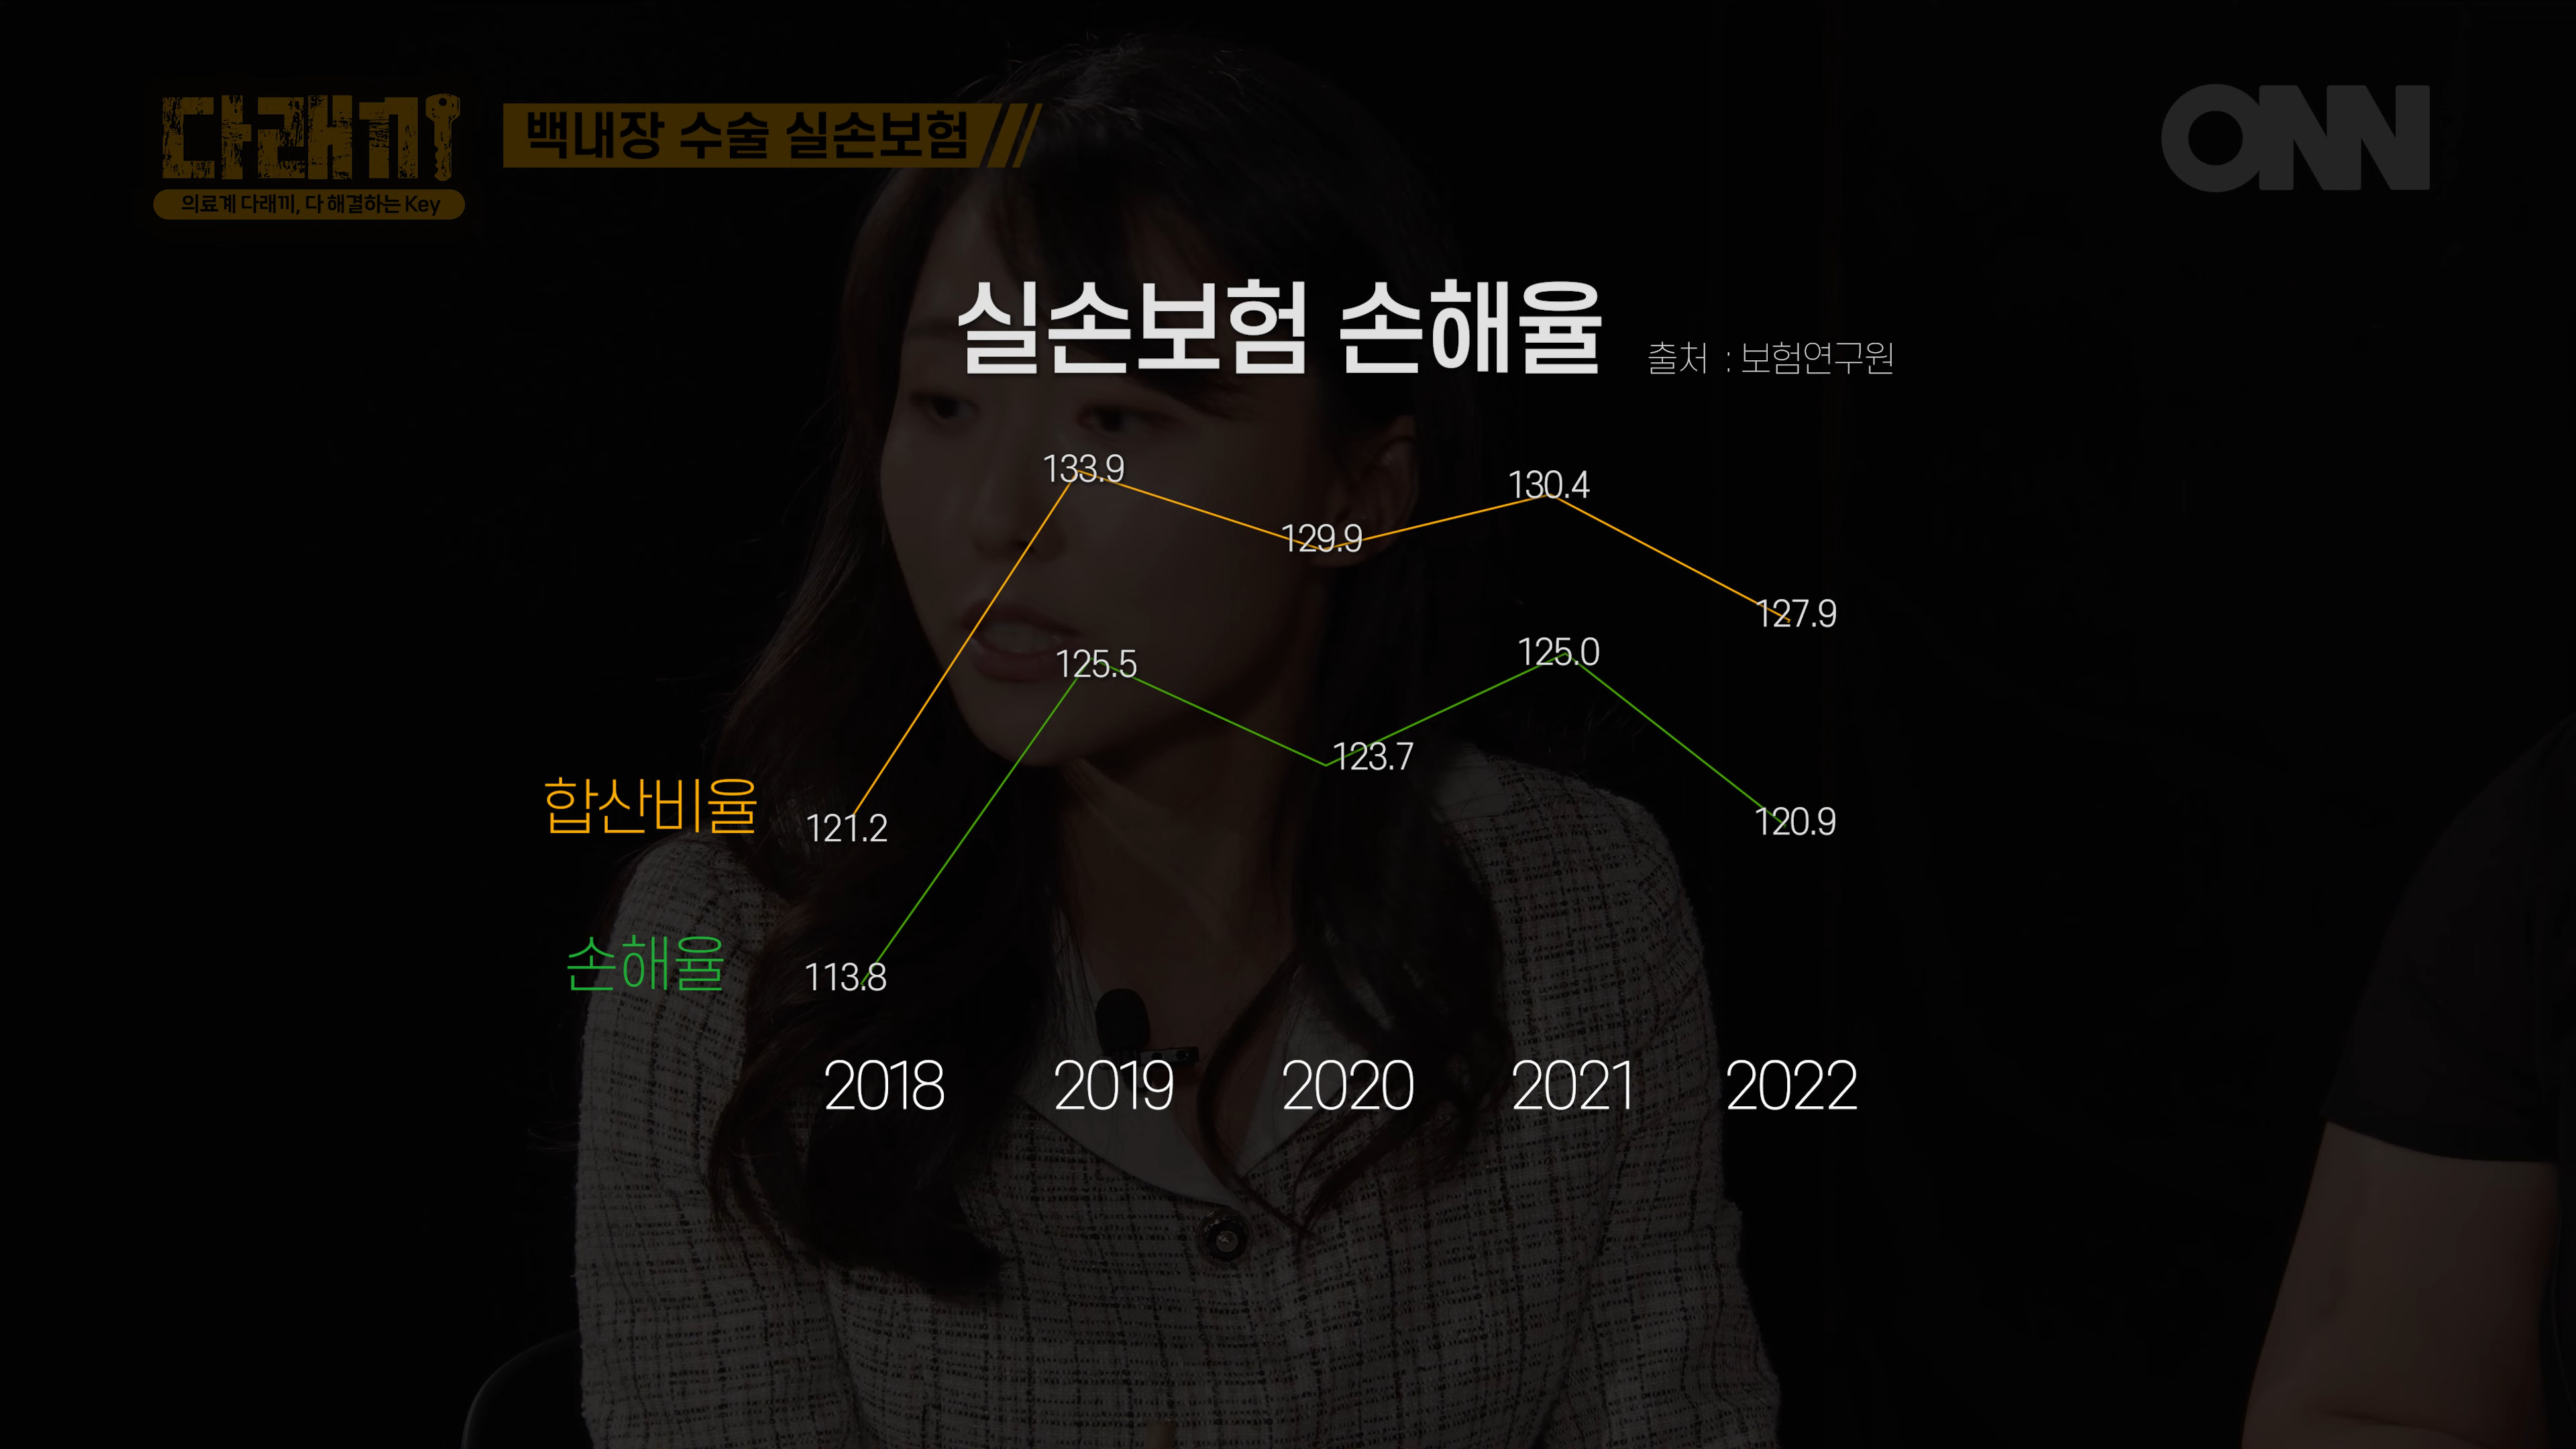 다래끼
의료계 다래끼, 다 해결하는 Key
백내장 수술 실손보험
ONN
실손보험 손해율
출처 : 보험연구원
133.9
130.4
129.9
127.9
125.5
125.0
123.7
합산비율
121.2
120.9
손해율
113.8
2018 2019 2020 2021 2022